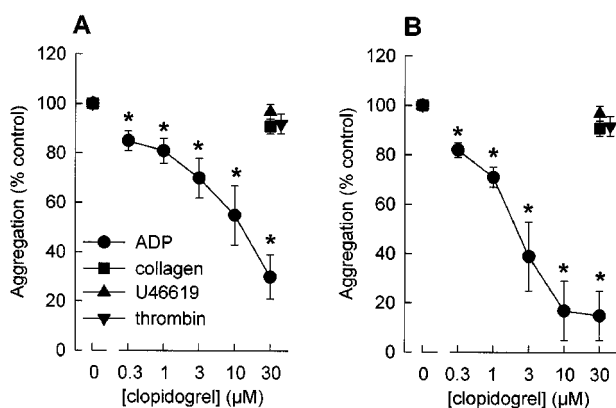 A
B
Aggregation (% control)
120
100
80
60
40
20
0
* * * * *
ADP
collagen
U46619
thrombin
0 0.3 1 3 10 30
[clopidogrel] (µM)
Aggregation (% control)
120
100
80
60
40
20
0
* * * * *
0 0.3 1 3 10 30
[clopidogrel] (µM)